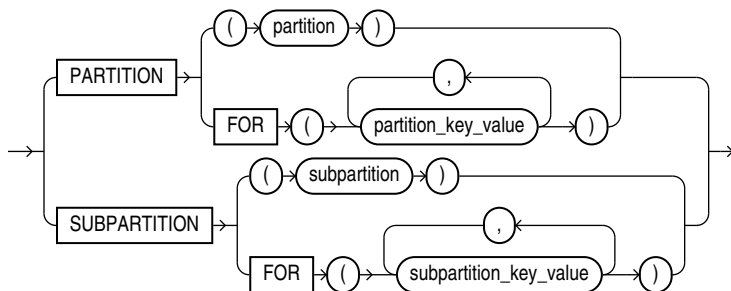 ( partition )
PARTITION
,
FOR ( partition_key_value )
( subpartition )
SUBPARTITION
,
FOR ( subpartition_key_value )